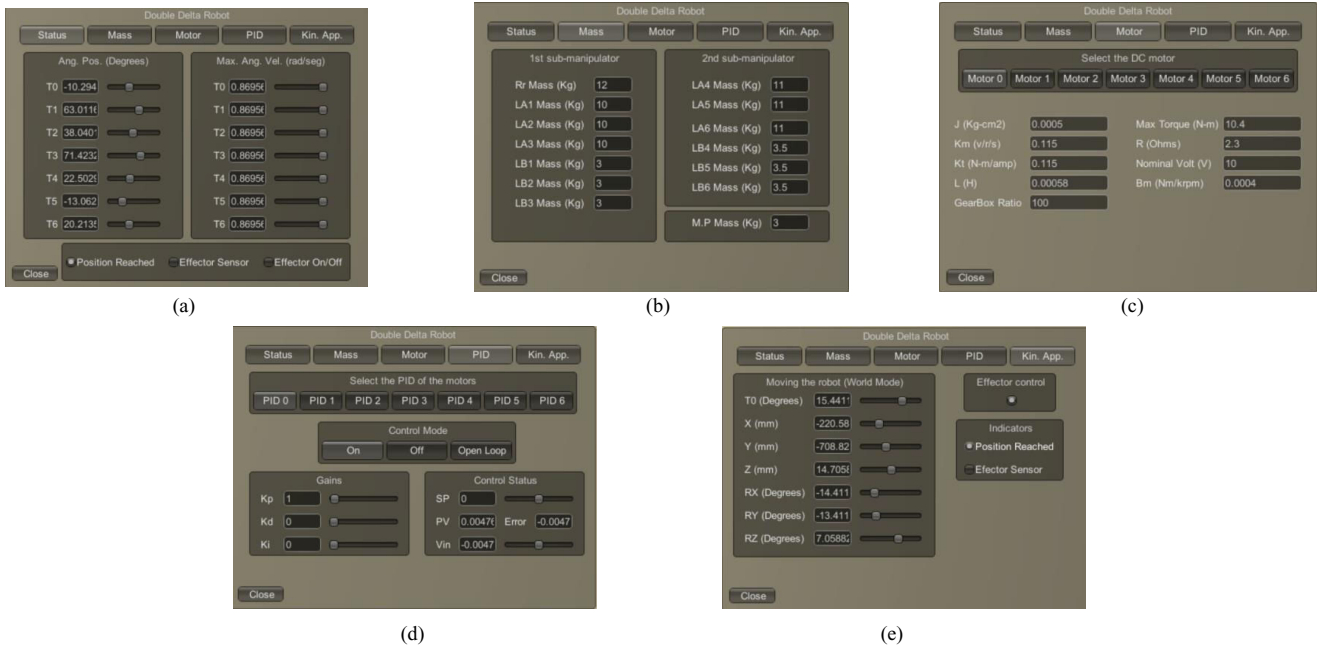 Double Delta Robot
Status Mass Motor PID Kin. App.
Ang. Pos. (Degrees) Max. Ang. Vel. (rad/seg)
T0 -10.294 T0 0.86956
T1 63.0116 T1 0.86956
T2 38.040 T2 0.86956
T3 71.4232 T3 0.86956
T4 22.5029 T4 0.86956
T5 -13.062 T5 0.86956
T6 20.2135 T6 0.86956
Position Reached Effector Sensor Effector On/Off
Close
(a)
Double Delta Robot
Status Mass Motor PID Kin. App.
1st sub-manipulator 2nd sub-manipulator
Rr Mass (Kg) 12 LA4 Mass (Kg) 11
LA1 Mass (Kg) 10 LA5 Mass (Kg) 11
LA2 Mass (Kg) 10 LA6 Mass (Kg) 11
LA3 Mass (Kg) 10 LB4 Mass (Kg) 3.5
LB1 Mass (Kg) 3 LB5 Mass (Kg) 3.5
LB2 Mass (Kg) 3 LB6 Mass (Kg) 3.5
LB3 Mass (Kg) 3 M.P Mass (Kg) 3
Close
(b)
Double Delta Robot
Status Mass Motor PID Kin. App.
Select the DC motor
Motor 0 Motor 1 Motor 2 Motor 3 Motor 4 Motor 5 Motor 6
J (Kg-cm2) 0.0005 Max Torque (N-m) 10.4
Km (v/r/s) 0.115 R (Ohms) 2.3
Kt (N-m/amp) 0.115 Nominal Volt (V) 10
L (H) 0.00058 Bm (Nm/krpm) 0.0004
GearBox Ratio 100
Close
(c)
Double Delta Robot
Status Mass Motor PID Kin. App.
Select the PID of the motors
PID 0 PID 1 PID 2 PID 3 PID 4 PID 5 PID 6
Control Mode
On Off Open Loop
Gains Control Status
Kp 1 SP 0
Kd 0 PV 0.00476 Error -0.0047
Ki 0 Vin -0.0047
Close
(d)
Double Delta Robot
Status Mass Motor PID Kin. App.
Moving the robot (World Mode) Effector control
T0 (Degrees) 15.4411
X (mm) -220.58 Indicators
Y (mm) -708.82 Position Reached
Z (mm) 14.7058 Efector Sensor
RX (Degrees) -14.411
RY (Degrees) -13.411
RZ (Degrees) 7.05882
Close
(e)